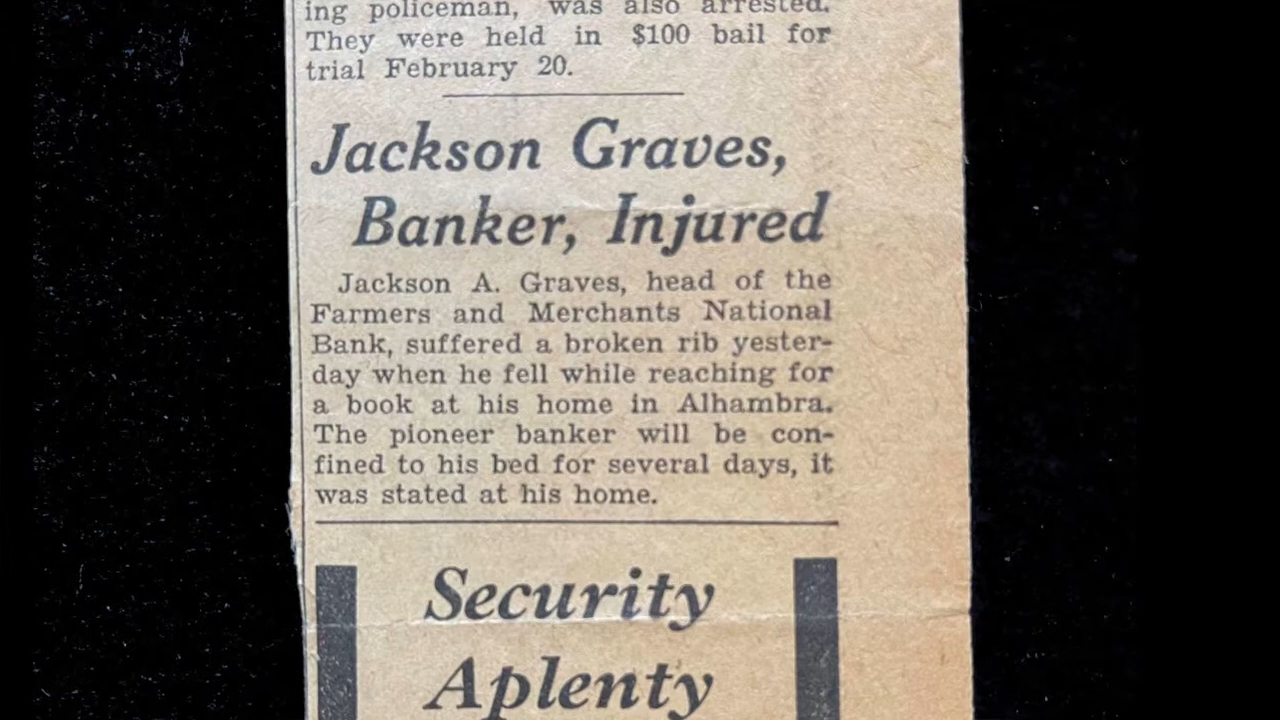 ing policeman, was also arrested.
They were held in $100 bail for
trial February 20.
Jackson Graves,
Banker, Injured
Jackson A. Graves, head of the
Farmers and Merchants National
Bank, suffered a broken rib yester-
day when he fell while reaching for
a book at his home in Alhambra.
The pioneer banker will be con-
fined to his bed for several days, it
was stated at his home.
Security
Aplenty